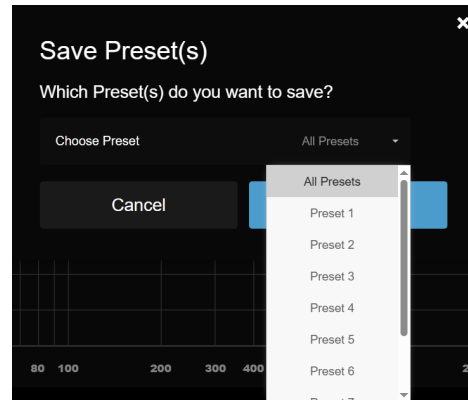 Save Preset(s)
Which Preset(s) do you want to save?
Choose Preset All Presets
All Presets
Cancel
Preset 1
Preset 2
Preset 3
Preset 4
Preset 5
Preset 6
80 100 200 300 400